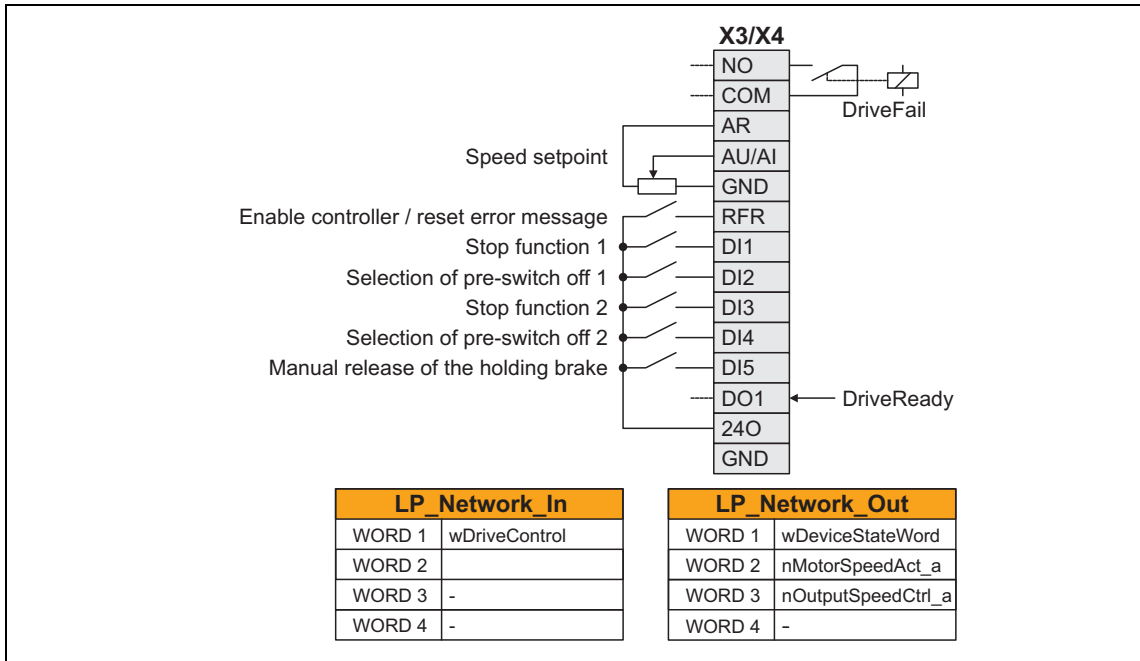 X3/X4
NO
COM
DriveFail
AR
Speed setpoint AU/AI
GND
Enable controller / reset error message RFR
Stop function 1 DI1
Selection of pre-switch off 1 DI2
Stop function 2 DI3
Selection of pre-switch off 2 DI4
Manual release of the holding brake DI5
DO1 DriveReady
24O
GND
LP_Network_In
WORD 1 wDriveControl
WORD 2
WORD 3 -
WORD 4 -
LP_Network_Out
WORD 1 wDeviceStateWord
WORD 2 nMotorSpeedAct_a
WORD 3 nOutputSpeedCtrl_a
WORD 4 -